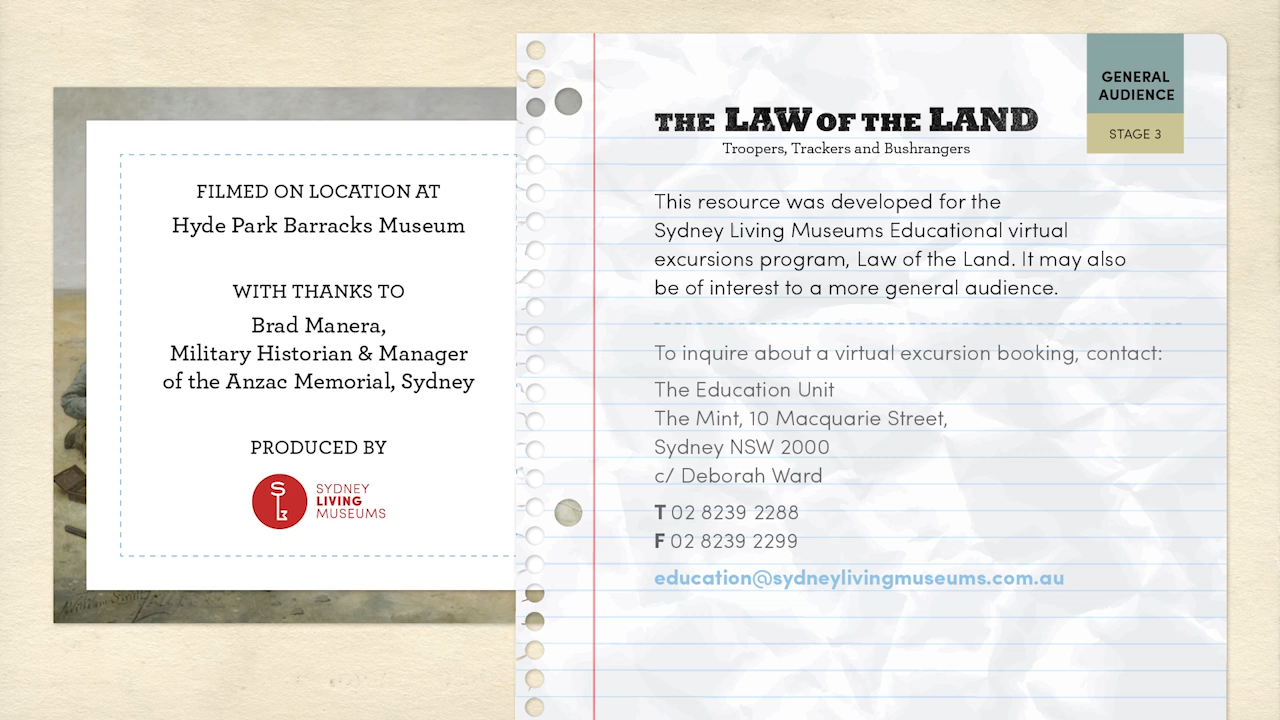 FILMED ON LOCATION AT
Hyde Park Barracks Museum
WITH THANKS TO
Brad Manera,
Military Historian & Manager
of the Anzac Memorial, Sydney
PRODUCED BY
SYDNEY
LIVING
MUSEUMS
GENERAL
AUDIENCE
STAGE 3
THE LAW OF THE LAND
Troopers, Trackers and Bushrangers
This resource was developed for the
Sydney Living Museums Educational virtual
excursions program, Law of the Land. It may also
be of interest to a more general audience.
To inquire about a virtual excursion booking, contact:
The Education Unit
The Mint, 10 Macquarie Street,
Sydney NSW 2000
c/ Deborah Ward
T 02 8239 2288
F 02 8239 2299
education@sydneylivingmuseums.com.au